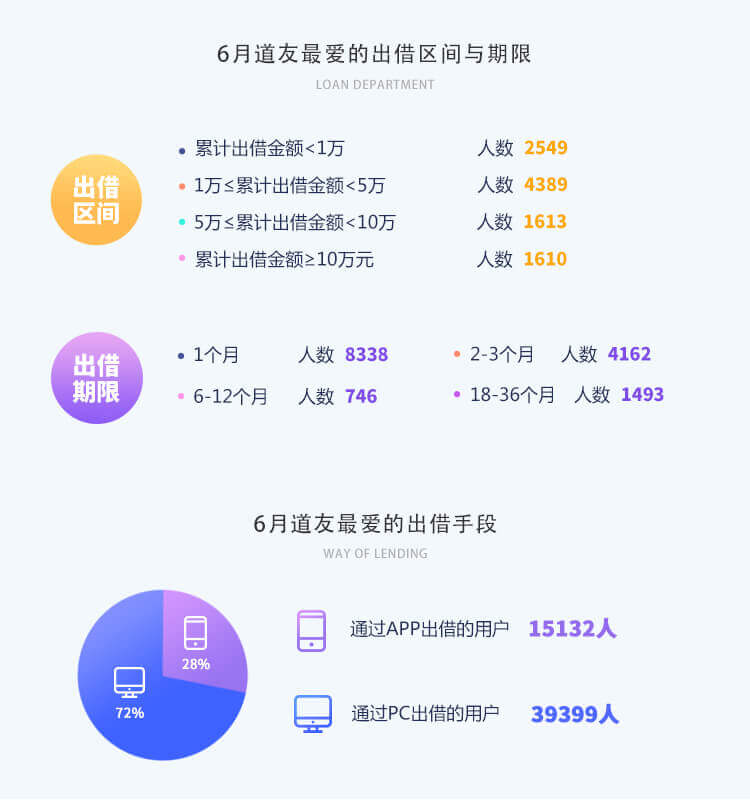 6月道友最爱的出借区间与期限
LOAN DEPARTMENT
出借
区间
累计出借金额<1万 人数 2549
1万≤累计出借金额<5万 人数 4389
5万≤累计出借金额<10万 人数 1613
累计出借金额≥10万元 人数 1610
出借
期限
1个月 人数 8338 2-3个月 人数 4162
6-12个月 人数 746 18-36个月 人数 1493
6月道友最爱的出借手段
WAY OF LENDING
28%
72%
通过APP出借的用户 15132人
通过PC出借的用户 39399人